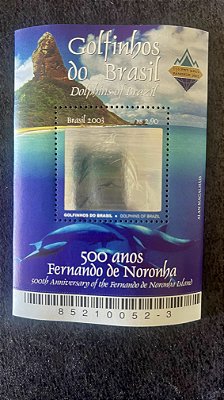 Golfinhos
do Brasil
Dolphins of Brazil
Brasil 2003 R$ 2,90
GOLFINHOS DO BRASIL DOLPHINS OF BRAZIL
500 anos
Fernando de Noronha
500th Anniversary of the Fernando de Noronha Island
85210052-3